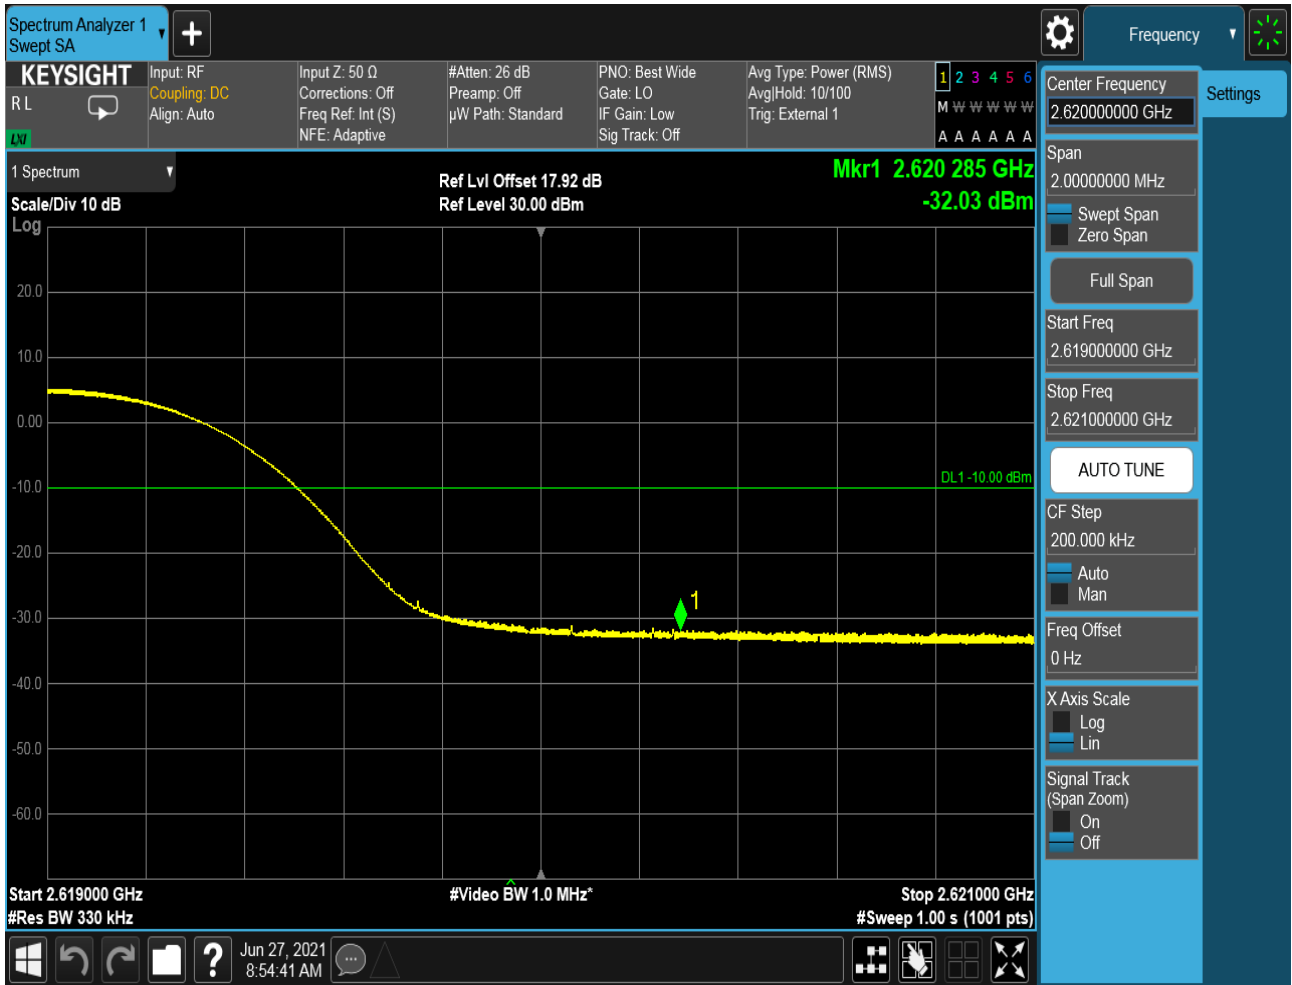 Spectrum Analyzer 1
Swept SA
Frequency
KEYSIGHT
R L
LXI
Input: RF
Coupling: DC
Align: Auto
Input Z: 50 Ω
Corrections: Off
Freq Ref: Int (S)
NFE: Adaptive
#Atten: 26 dB
Preamp: Off
µW Path: Standard
PNO: Best Wide
Gate: LO
IF Gain: Low
Sig Track: Off
Avg Type: Power (RMS)
Avg|Hold: 10/100
Trig: External 1
1 2 3 4 5 6
M W W W W W
A A A A A A
1 Spectrum
Scale/Div 10 dB
Log
Ref Lvl Offset 17.92 dB
Ref Level 30.00 dBm
Mkr1 2.620 285 GHz
-32.03 dBm
20.0
10.0
0.00
-10.0
-20.0
-30.0
-40.0
-50.0
-60.0
DL1 -10.00 dBm
1
Start 2.619000 GHz
#Res BW 330 kHz
#Video BW 1.0 MHz*
Stop 2.621000 GHz
#Sweep 1.00 s (1001 pts)
Jun 27, 2021
8:54:41 AM
Center Frequency
2.620000000 GHz
Settings
Span
2.00000000 MHz
Swept Span
Zero Span
Full Span
Start Freq
2.619000000 GHz
Stop Freq
2.621000000 GHz
AUTO TUNE
CF Step
200.000 kHz
Auto
Man
Freq Offset
0 Hz
X Axis Scale
Log
Lin
Signal Track
(Span Zoom)
On
Off